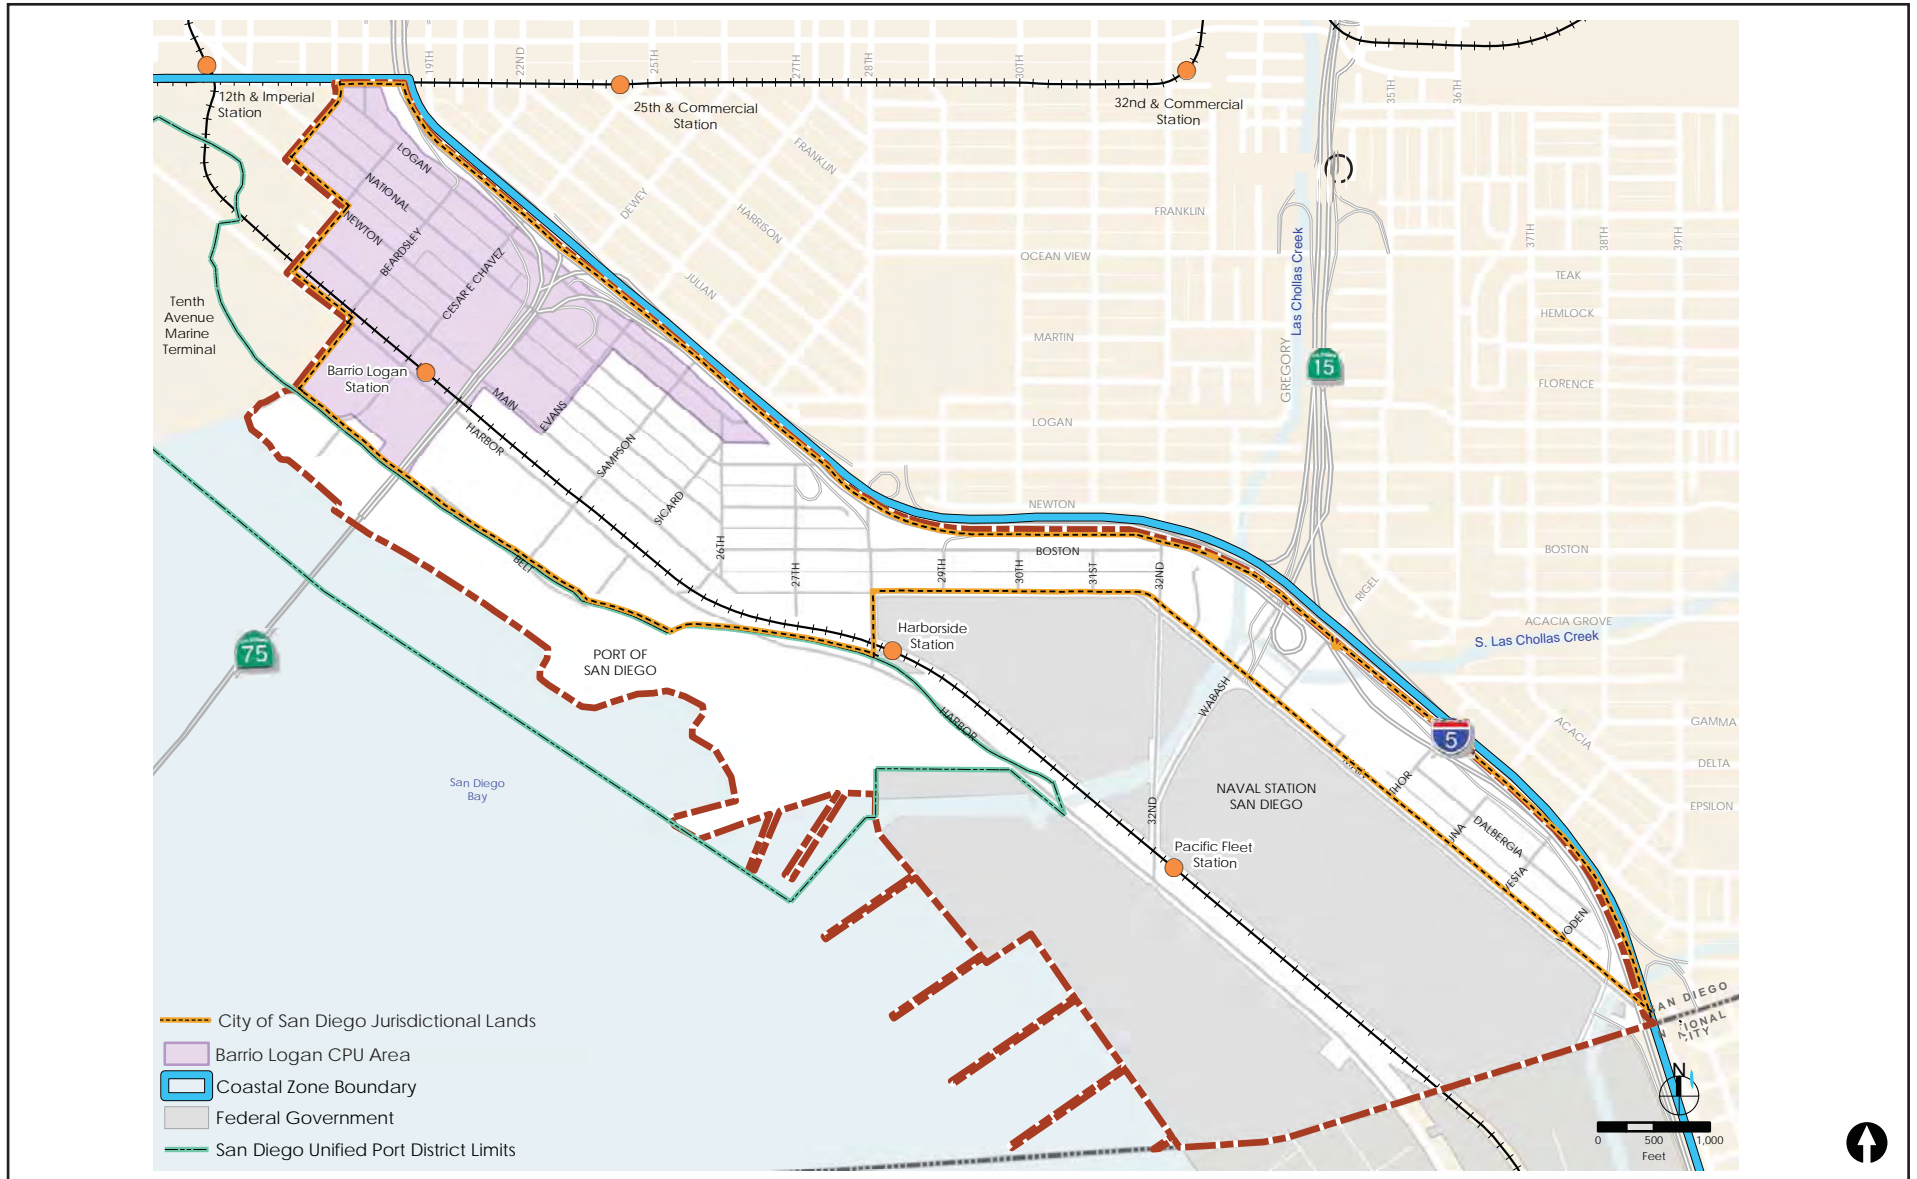 19TH
22ND
25TH
27TH
28TH
30TH
35TH
36TH
12th & Imperial
Station
25th & Commercial
Station
32nd & Commercial
Station
LOGAN
NATIONAL
NEWTON
BEARDSLEY
CESAR E CHAVEZ
FRANKLIN
DEWEY
HARRISON
JULIAN
FRANKLIN
OCEAN VIEW
MARTIN
LOGAN
NEWTON
Las Chollas Creek
GREGORY
15
37TH
38TH
39TH
TEAK
HEMLOCK
FLORENCE
BOSTON
RIGEL
ACACIA GROVE
S. Las Chollas Creek
ACACIA
GAMMA
DELTA
EPSILON
Tenth
Avenue
Marine
Terminal
Barrio Logan
Station
MAIN
EVANS
HARBOR
SAMPSON
SICARD
26TH
27TH
29TH
30TH
31ST
32ND
BOSTON
BELT
75
PORT OF
SAN DIEGO
Harborside
Station
HARBOR
WABASH
5
THOR
DALBERGIA
VESTA
WODEN
32ND
NAVAL STATION
SAN DIEGO
Pacific Fleet
Station
San Diego
Bay
SAN DIEGO
City of San Diego Jurisdictional Lands
Barrio Logan CPU Area
Coastal Zone Boundary
Federal Government
San Diego Unified Port District Limits
N
0 500 1,000
Feet